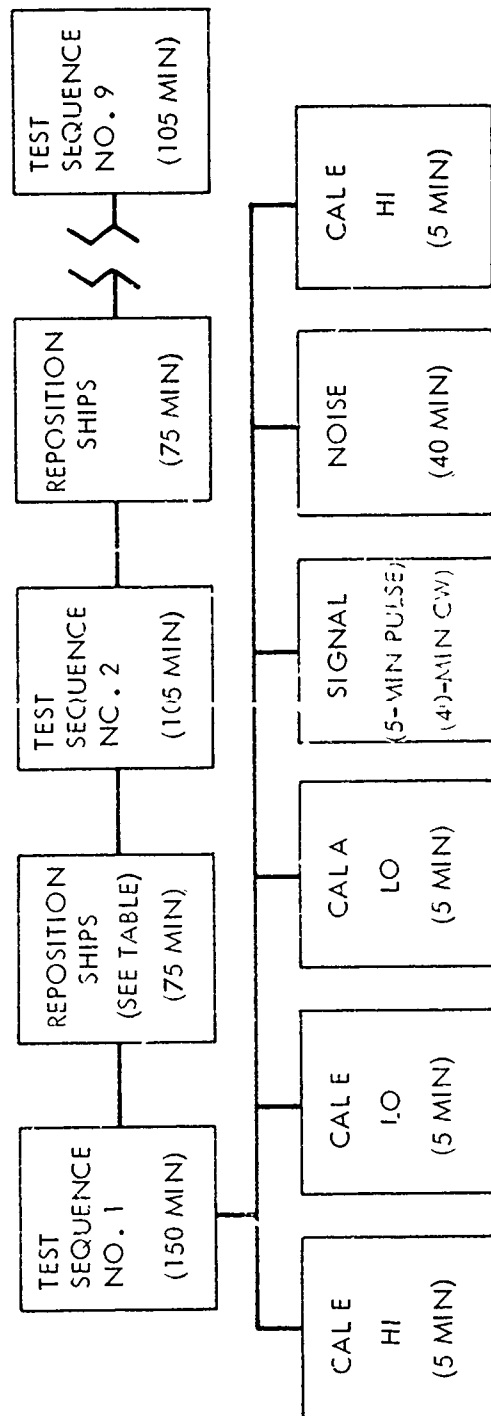 TEST
SEQUENCE
NO. 1
(150 MIN)
REPOSITION
SHIPS
(SEE TABLE)
(75 MIN)
TEST
SEQUENCE
NC. 2
(105 MIN)
REPOSITION
SHIPS
(75 MIN)
TEST
SEQUENCE
NO. 9
(105 MIN)
CAL E
HI
(5 MIN)
CAL E
LO
(5 MIN)
CAL A
LO
(5 MIN)
SIGNAL
(5-MIN PULSE)
(40-MIN CW)
NOISE
(40 MIN)
CAL E
HI
(5 MIN)